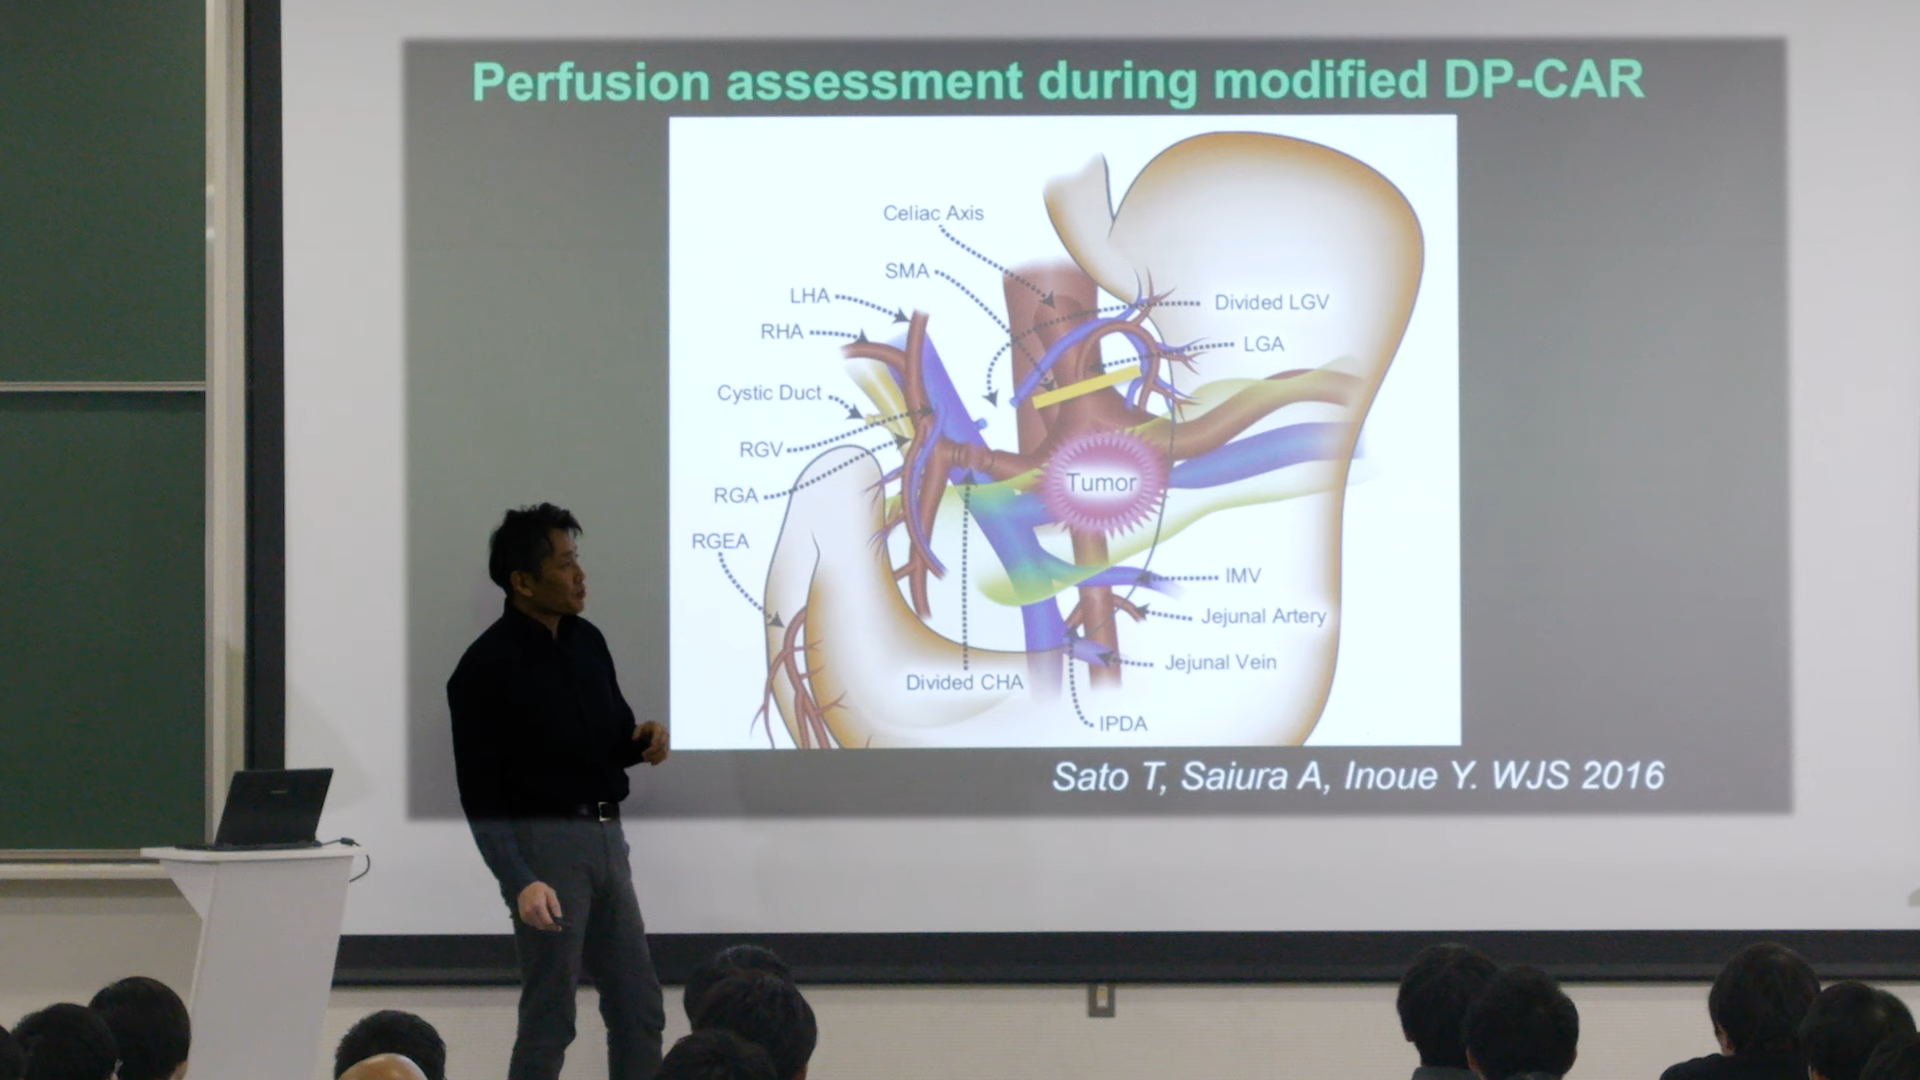 Perfusion assessment during modified DP-CAR
Celiac Axis
SMA
LHA
RHA
Cystic Duct
RGV
RGA
RGEA
Divided LGV
LGA
Tumor
IMV
Jejunal Artery
Jejunal Vein
Divided CHA
IPDA
Sato T, Saiura A, Inoue Y. WJS 2016